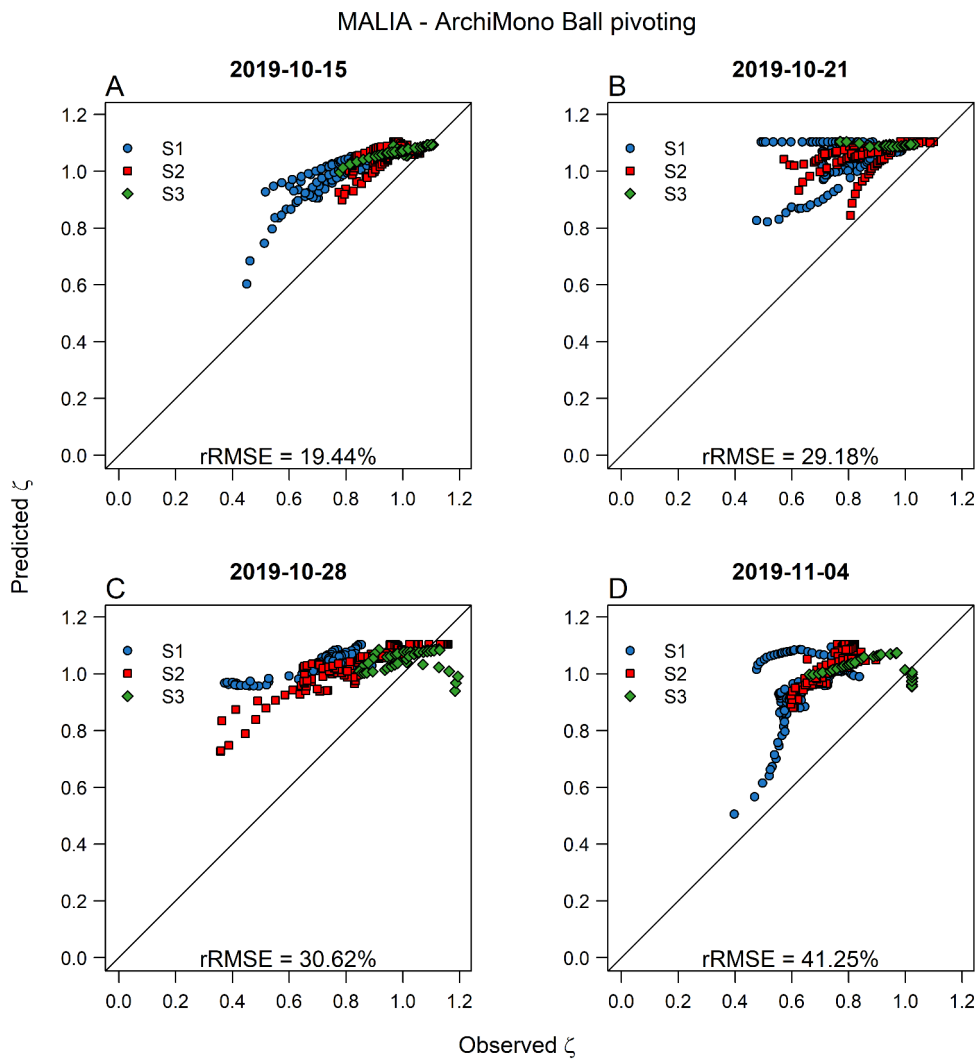 MALIA - ArchiMono Ball pivoting
A
2019-10-15
1.2
1.0
0.8
0.6
0.4
0.2
0.0
S1
S2
S3
rRMSE = 19.44%
0.0 0.2 0.4 0.6 0.8 1.0 1.2
B
2019-10-21
1.2
1.0
0.8
0.6
0.4
0.2
0.0
S1
S2
S3
rRMSE = 29.18%
0.0 0.2 0.4 0.6 0.8 1.0 1.2
Predicted ζ
C
2019-10-28
1.2
1.0
0.8
0.6
0.4
0.2
0.0
S1
S2
S3
rRMSE = 30.62%
0.0 0.2 0.4 0.6 0.8 1.0 1.2
D
2019-11-04
1.2
1.0
0.8
0.6
0.4
0.2
0.0
S1
S2
S3
rRMSE = 41.25%
0.0 0.2 0.4 0.6 0.8 1.0 1.2
Observed ζ